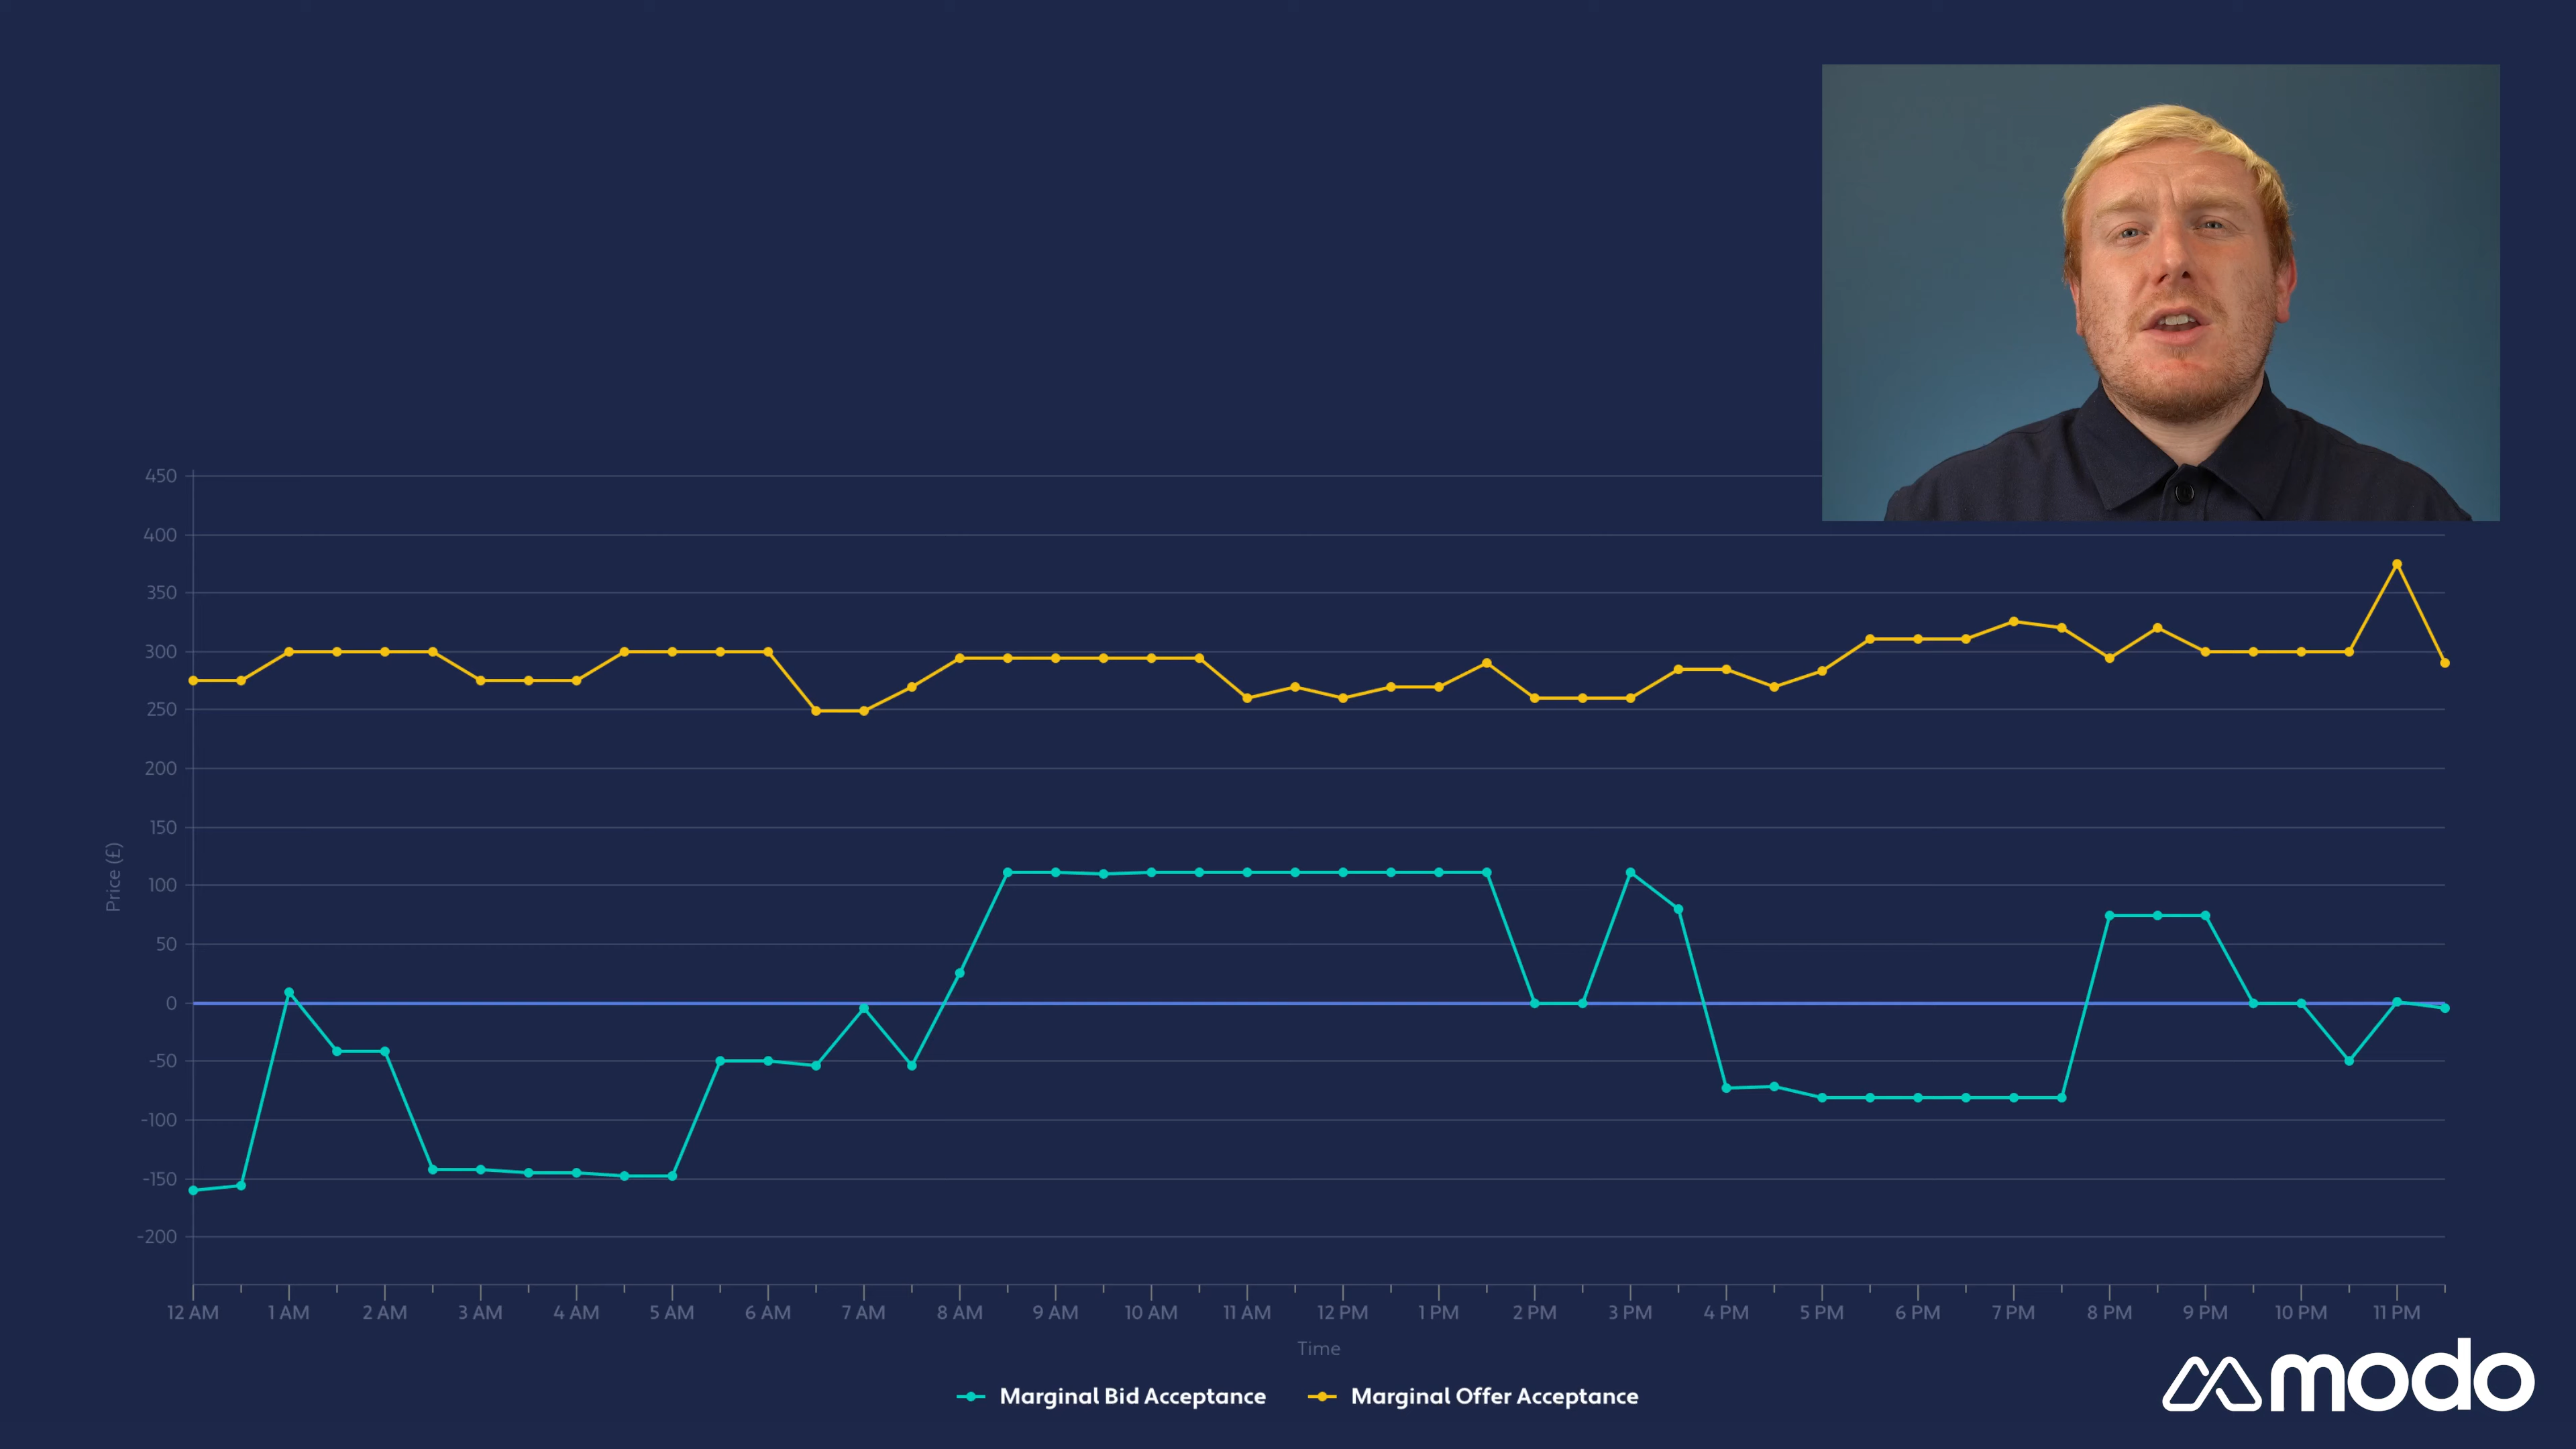 450
400
350
300
250
200
150
100
50
0
-50
-100
-150
-200
Price (£)
12 AM 1 AM 2 AM 3 AM 4 AM 5 AM 6 AM 7 AM 8 AM 9 AM 10 AM 11 AM 12 PM 1 PM 2 PM 3 PM 4 PM 5 PM 6 PM 7 PM 8 PM 9 PM 10 PM 11 PM
Time
Marginal Bid Acceptance Marginal Offer Acceptance
modo